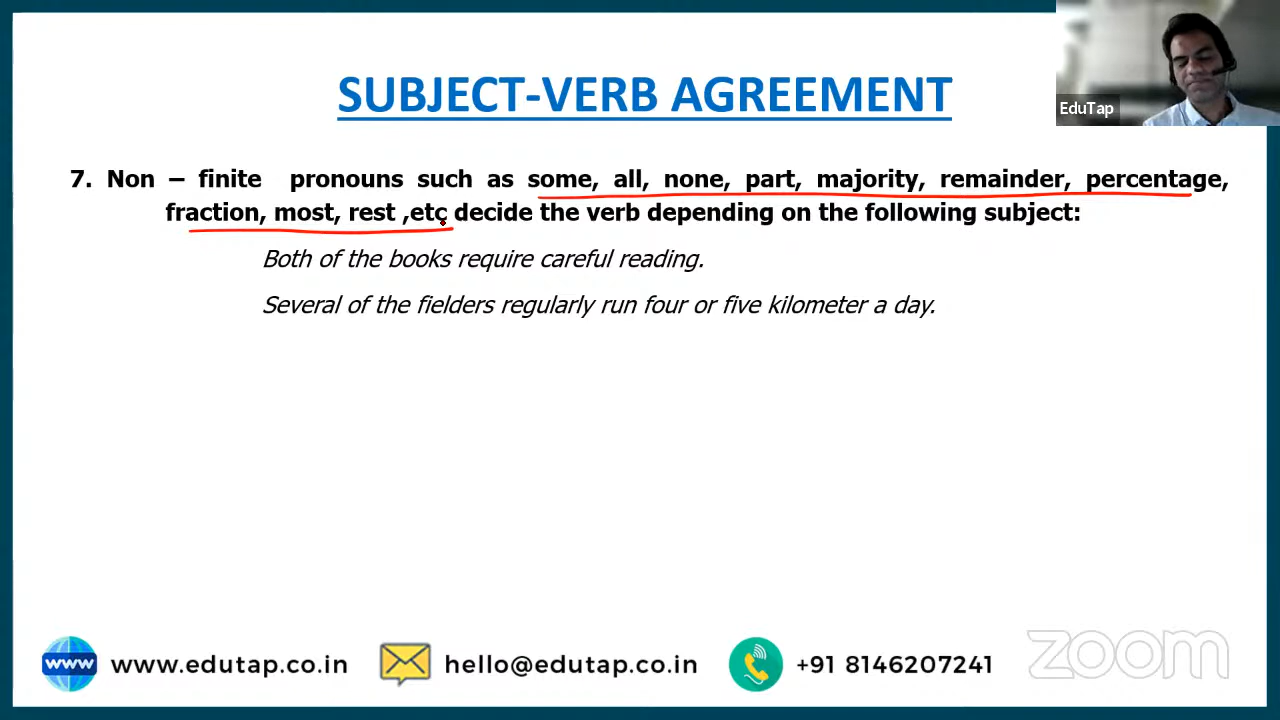 SUBJECT-VERB AGREEMENT
EduTap
7. Non – finite pronouns such as some, all, none, part, majority, remainder, percentage,
fraction, most, rest ,etc decide the verb depending on the following subject:
Both of the books require careful reading.
Several of the fielders regularly run four or five kilometer a day.
www www.edutap.co.in hello@edutap.co.in +91 8146207241 zoom